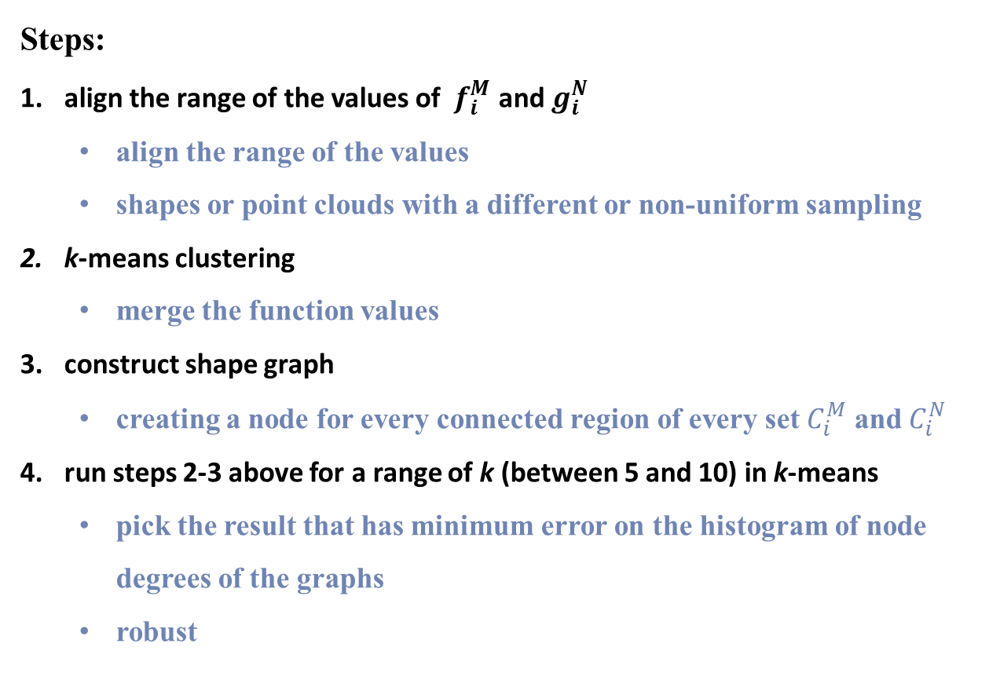 Steps:
1. align the range of the values of $f_i^M$ and $g_i^N$
• align the range of the values
• shapes or point clouds with a different or non-uniform sampling
2. k-means clustering
• merge the function values
3. construct shape graph
• creating a node for every connected region of every set $C_i^M$ and $C_i^N$
4. run steps 2-3 above for a range of k (between 5 and 10) in k-means
• pick the result that has minimum error on the histogram of node
degrees of the graphs
• robust